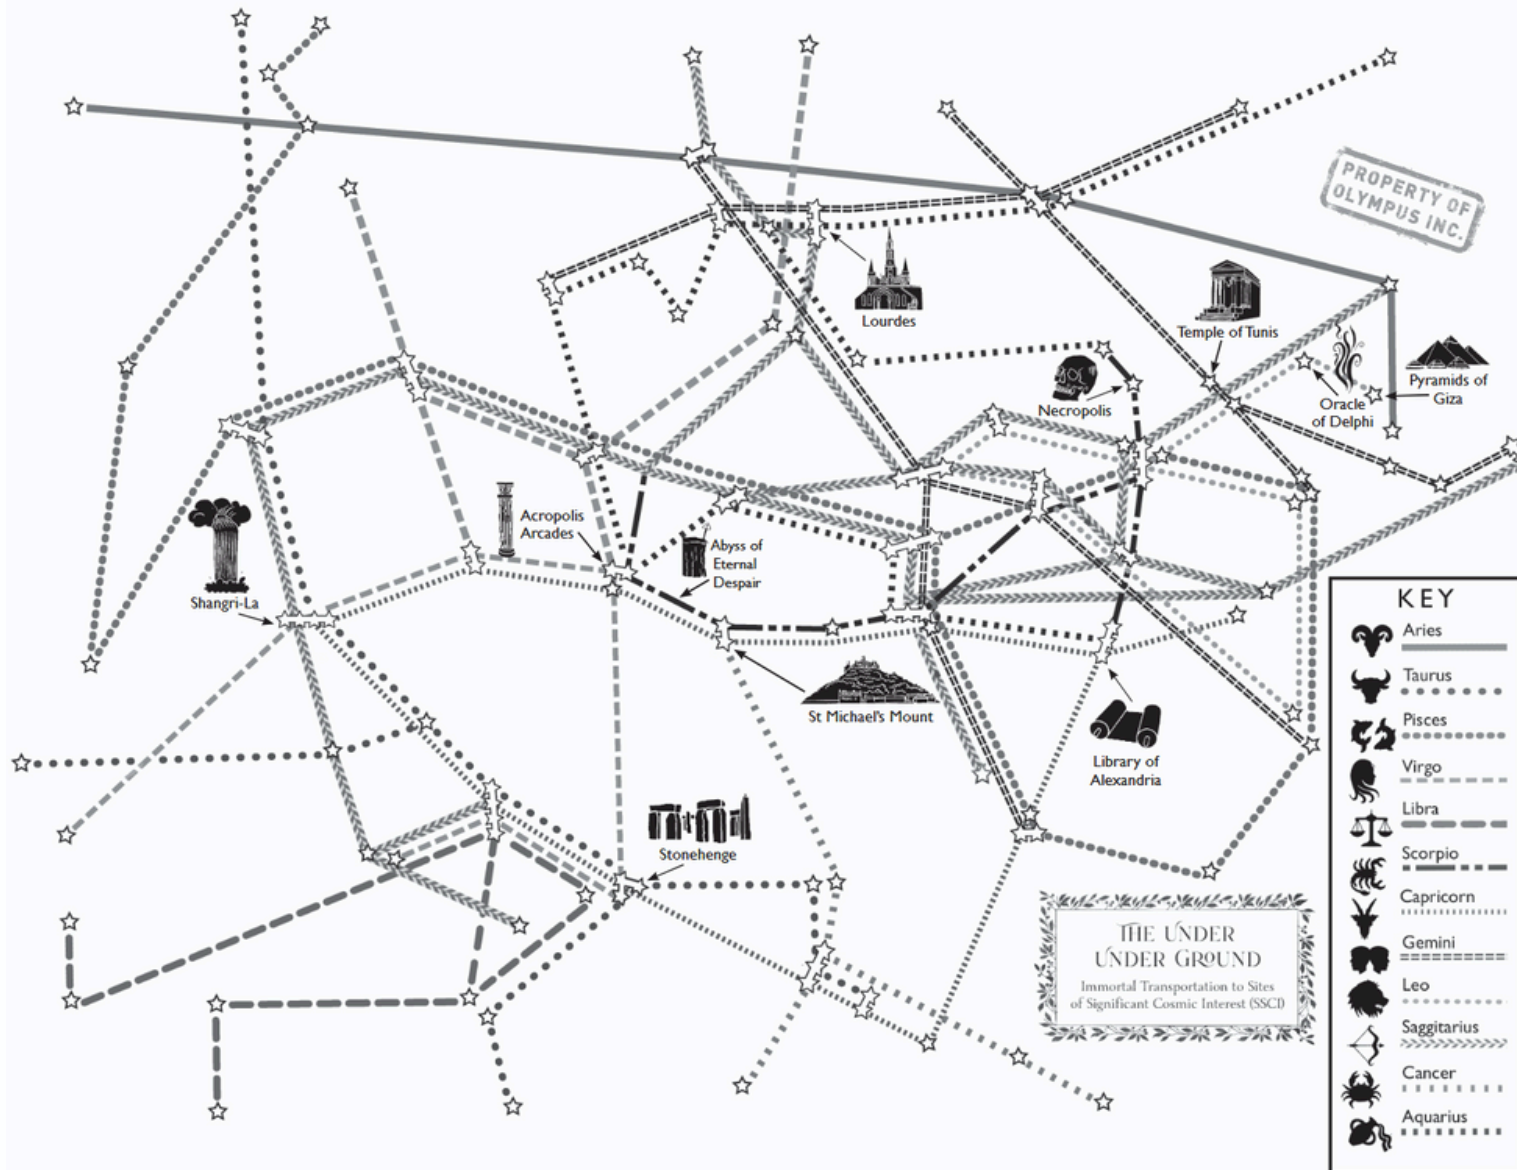 PROPERTY OF
OLYMPUS INC.
Lourdes
Temple of Tunis
Necropolis
Oracle
of Delphi
Pyramids of
Giza
Acropolis
Arcades
Abyss of
Eternal
Despair
Shangri-La
St Michael's Mount
Library of
Alexandria
Stonehenge
THE UNDER
UNDER GROUND
Immortal Transportation to Sites
of Significant Cosmic Interest (SSCI)
KEY
Aries
Taurus
Pisces
Virgo
Libra
Scorpio
Capricorn
Gemini
Leo
Saggitarius
Cancer
Aquarius